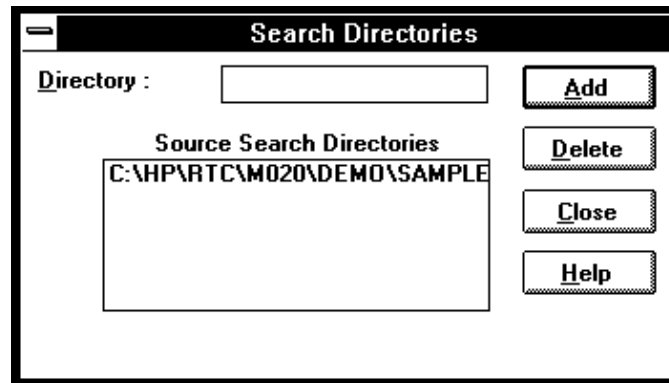 Search Directories
Directory :
Add
Source Search Directories
Delete
C:\HP\RTC\M020\DEMO\SAMPLE
Close
Help